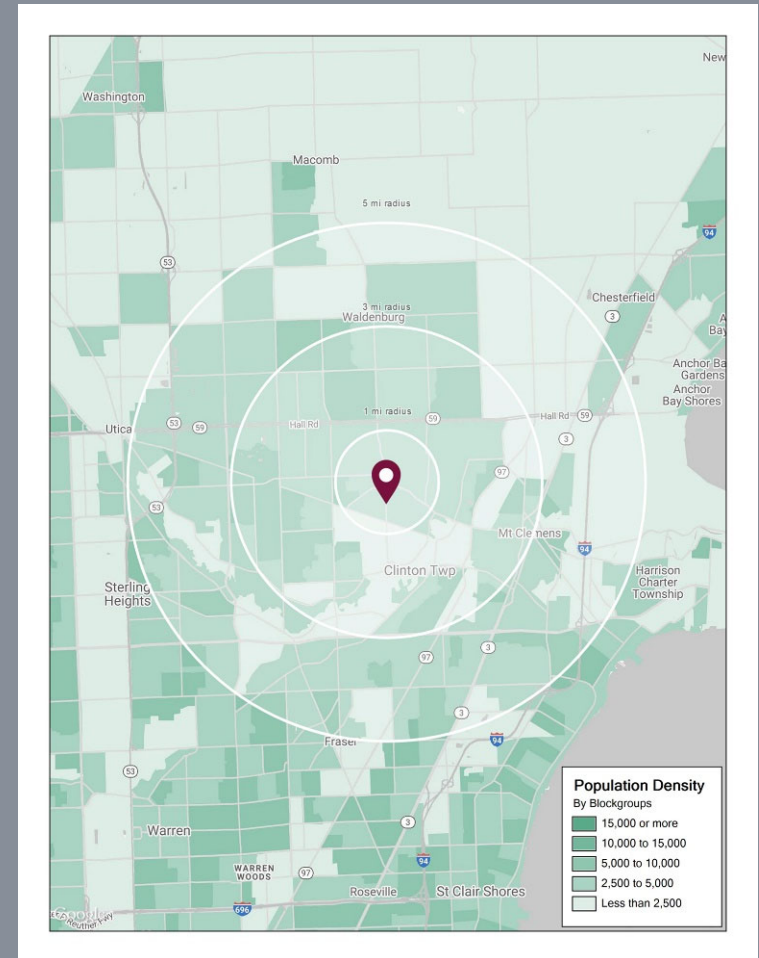 New
Washington
Macomb
5 mi radius
94
53
Chesterfield
3 mi radius
Waldenburg
3
Anchor
Gardens
Anchor
Bay Shores
1 mi radius
Hall Rd
59
Hall Rd
59
Utica
53
59
3
97
53
Mt Clemens
94
Clinton Twp
Harrison
Charter
Township
Sterling
Heights
3
97
3
94
Fraser
53
Population Density
By Blockgroups
15,000 or more
10,000 to 15,000
5,000 to 10,000
2,500 to 5,000
Less than 2,500
3
Warren
94
WARREN
WOODS
97
Roseville
St Clair Shores
696
Google
Reuther